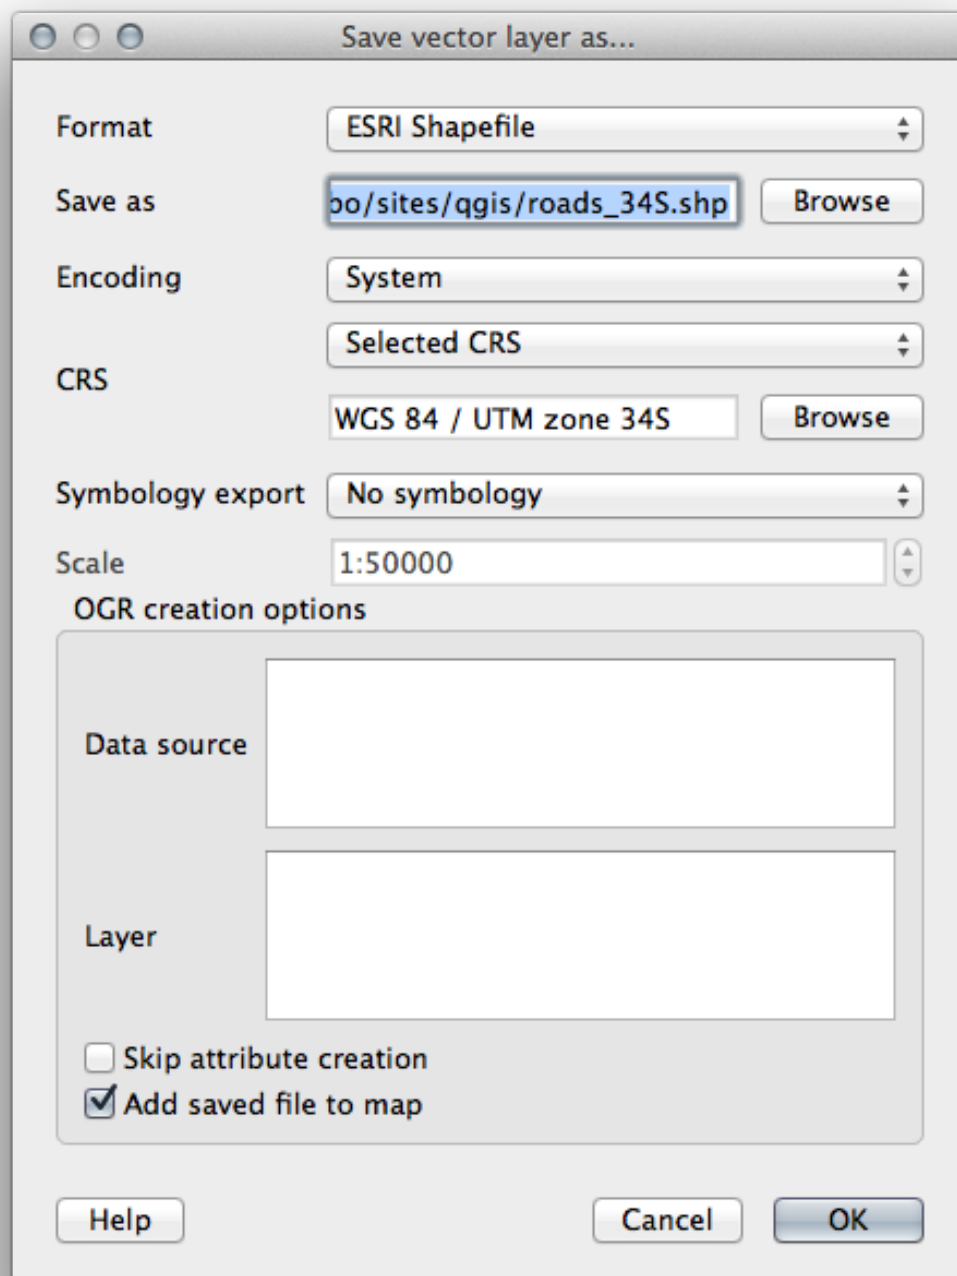 Save vector layer as...
Format ESRI Shapefile
Save as bo/sites/qgis/roads_34S.shp Browse
Encoding System
Selected CRS
CRS
WGS 84 / UTM zone 34S Browse
Symbology export No symbology
Scale 1:50000
OGR creation options
Data source
Layer
Skip attribute creation
Add saved file to map
Help Cancel OK